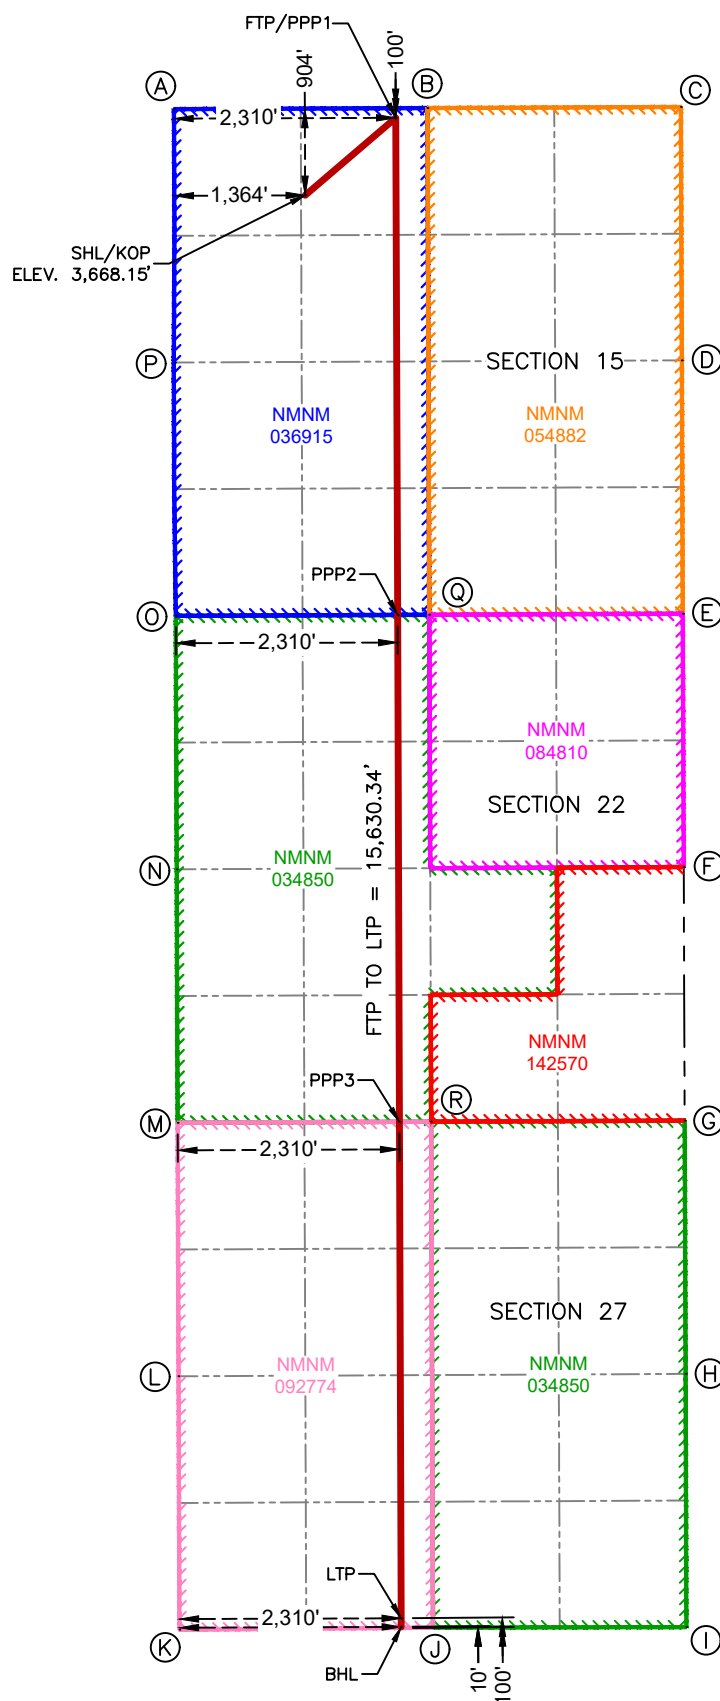 FTP/PPP1
904'
100'
A
B
C
2,310'
1,364'
SHL/KOP
ELEV. 3,668.15'
P
SECTION 15
D
NMNM
036915
NMNM
054882
PPP2
O
Q
E
2,310'
NMNM
084810
SECTION 22
N
NMNM
034850
F
FTP TO LTP = 15,630.34'
NMNM
142570
PPP3
R
M
G
2,310'
SECTION 27
L
NMNM
092774
NMNM
034850
H
LTP
2,310'
K
J
I
BHL
10'
100'